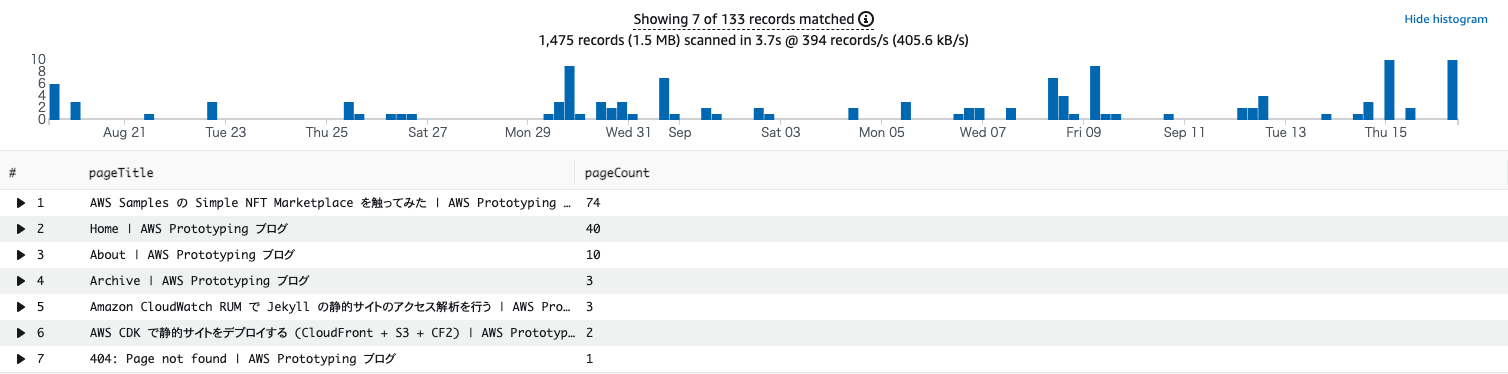 Showing 7 of 133 records matched
Hide histogram
1,475 records (1.5 MB) scanned in 3.7s @ 394 records/s (405.6 kB/s)
10
8
6
4
2
0
Aug 21 Tue 23 Thu 25 Sat 27 Mon 29 Wed 31 Sep Sat 03 Mon 05 Wed 07 Fri 09 Sep 11 Tue 13 Thu 15
# pageTitle pageCount
1 AWS Samples の Simple NFT Marketplace を触ってみた | AWS Prototyping … 74
2 Home | AWS Prototyping ブログ 40
3 About | AWS Prototyping ブログ 10
4 Archive | AWS Prototyping ブログ 3
5 Amazon CloudWatch RUM で Jekyll の静的サイトのアクセス解析を行う | AWS Pro… 3
6 AWS CDK で静的サイトをデプロイする (CloudFront + S3 + CF2) | AWS Prototyp… 2
7 404: Page not found | AWS Prototyping ブログ 1